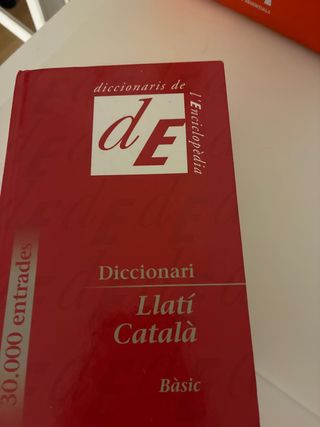 diccionaris de
l'Enciclopèdia
dE
Diccionari
Llatí
Català
Bàsic
30.000 entrades